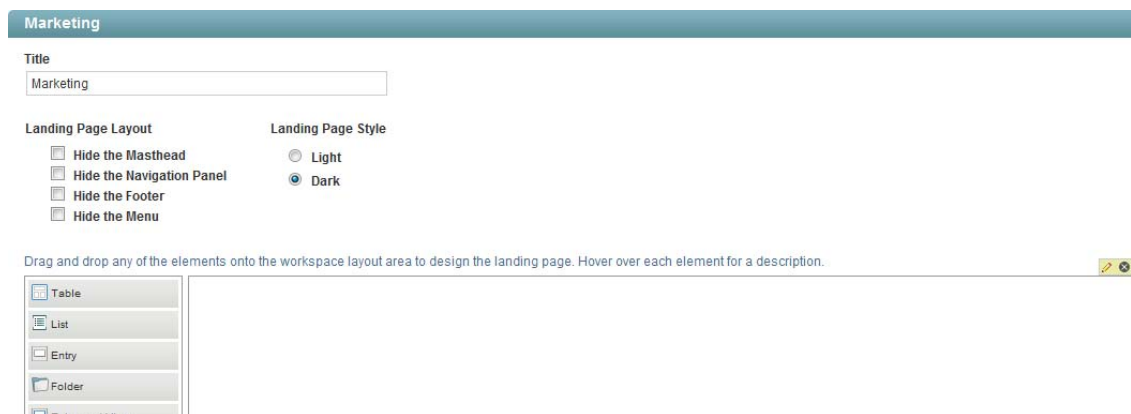 Marketing
Title
Marketing
Landing Page Layout
Landing Page Style
Hide the Masthead
Light
Hide the Navigation Panel
Dark
Hide the Footer
Hide the Menu
Drag and drop any of the elements onto the workspace layout area to design the landing page. Hover over each element for a description.
Table
List
Entry
Folder